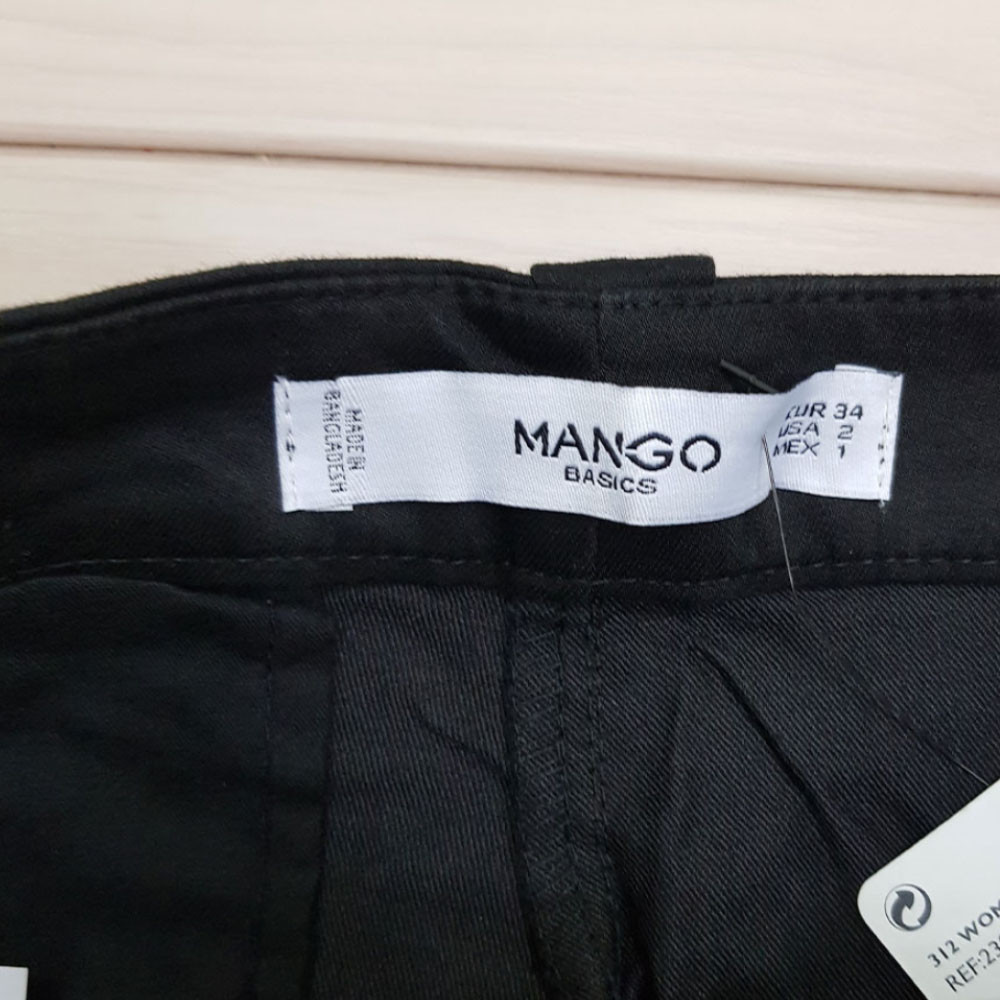 MADE IN
BANGLADESH
MANGO
BASICS
EUR 34
USA 2
MEX 1
312 WOM
REF:23